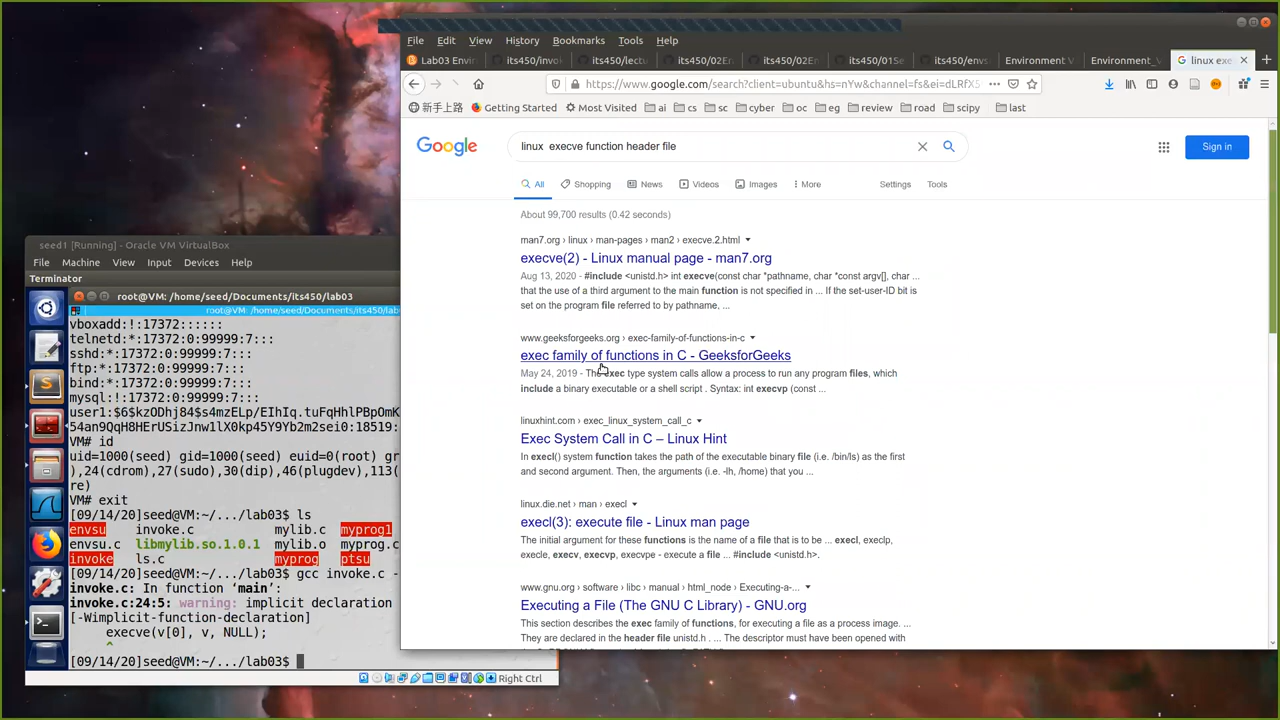 File Edit View History Bookmarks Tools Help
Lab03 Envir its450/invo its450/lectu its450/02En its450/02En its450/01Se its450/envs Environment V Environment_V linux exe
https://www.google.com/search?client=ubuntu&hs=nYw&channel=fs&ei=dLRfX5
新手上路 Getting Started Most Visited ai cs sc cyber oc eg review road scipy last
Google linux execve function header file Sign in
All Shopping News Videos Images More Settings Tools
About 99,700 results (0.42 seconds)
man7.org › linux › man-pages › man2 › execve.2.html
execve(2) - Linux manual page - man7.org
Aug 13, 2020 - #include <unistd.h> int execve(const char *pathname, char *const argv[], char ...
that the use of a third argument to the main function is not specified in ... If the set-user-ID bit is
set on the program file referred to by pathname, ...
www.geeksforgeeks.org › exec-family-of-functions-in-c
exec family of functions in C - GeeksforGeeks
May 24, 2019 - The exec type system calls allow a process to run any program files, which
include a binary executable or a shell script . Syntax: int execvp (const ...
linuxhint.com › exec_linux_system_call_c
Exec System Call in C – Linux Hint
In execl() system function takes the path of the executable binary file (i.e. /bin/ls) as the first
and second argument. Then, the arguments (i.e. -lh, /home) that you ...
linux.die.net › man › execl
execl(3): execute file - Linux man page
The initial argument for these functions is the name of a file that is to be ... execl, execlp,
execle, execv, execvp, execvpe - execute a file ... #include <unistd.h>.
www.gnu.org › software › libc › manual › html_node › Executing-a-...
Executing a File (The GNU C Library) - GNU.org
This section describes the exec family of functions, for executing a file as a process image. ...
They are declared in the header file unistd.h . ... The descriptor must have been opened with
seed1 [Running] - Oracle VM VirtualBox
File Machine View Input Devices Help
Terminator
root@VM: /home/seed/Documents/its450/lab03
root@VM: /home/seed/Documents/its450/lab
vboxadd:!:17372::::::
telnetd:*:17372:0:99999:7:::
sshd:*:17372:0:99999:7:::
ftp:*:17372:0:99999:7:::
bind:*:17372:0:99999:7:::
mysql:!:17372:0:99999:7:::
user1:$6$kzODhj84$s4mzELp/EIhIq.tuFqHhlPBpOmK
54an9QqH8HErUSizJnw1lX0kp45Y9Yb2m2sei0:18519:
VM# id
uid=1000(seed) gid=1000(seed) euid=0(root) gr
),24(cdrom),27(sudo),30(dip),46(plugdev),113(
re)
VM# exit
[09/14/20]seed@VM:~/.../lab03$ ls
envsu invoke.c mylib.c myprog1
envsu.c libmylib.so.1.0.1 mylib.o myprog.c
invoke ls.c myprog ptsu
[09/14/20]seed@VM:~/.../lab03$ gcc invoke.c -
invoke.c: In function ‘main’:
invoke.c:24:5: warning: implicit declaration
[-Wimplicit-function-declaration]
execve(v[0], v, NULL);
^
[09/14/20]seed@VM:~/.../lab03$
Right Ctrl